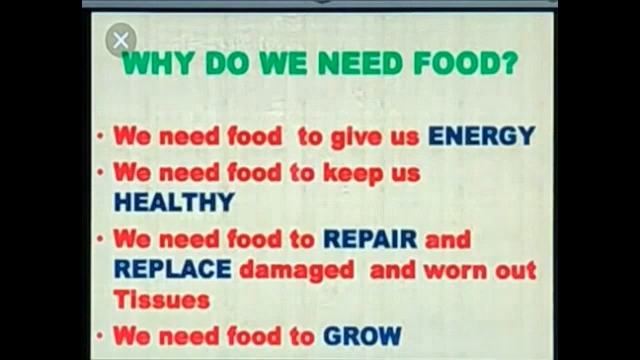 WHY DO WE NEED FOOD?
• We need food to give us ENERGY
• We need food to keep us
HEALTHY
• We need food to REPAIR and
REPLACE damaged and worn out
Tissues
• We need food to GROW